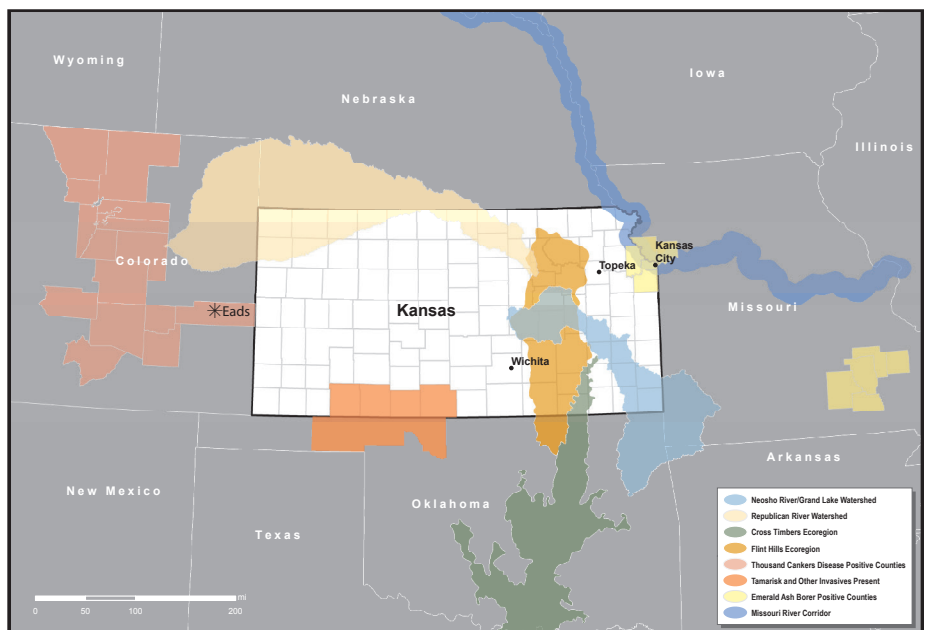 Wyoming
Iowa
Nebraska
Illinois
Kansas
City
Topeka
Colorado
Eads
Kansas
Missouri
Wichita
Arkansas
New Mexico
Oklahoma
Texas
Neosho River/Grand Lake Watershed
Republican River Watershed
Cross Timbers Ecoregion
Flint Hills Ecoregion
Thousand Cankers Disease Positive Counties
Tamarisk and Other Invasives Present
Emerald Ash Borer Positive Counties
Missouri River Corridor
mi
0 50 100 200